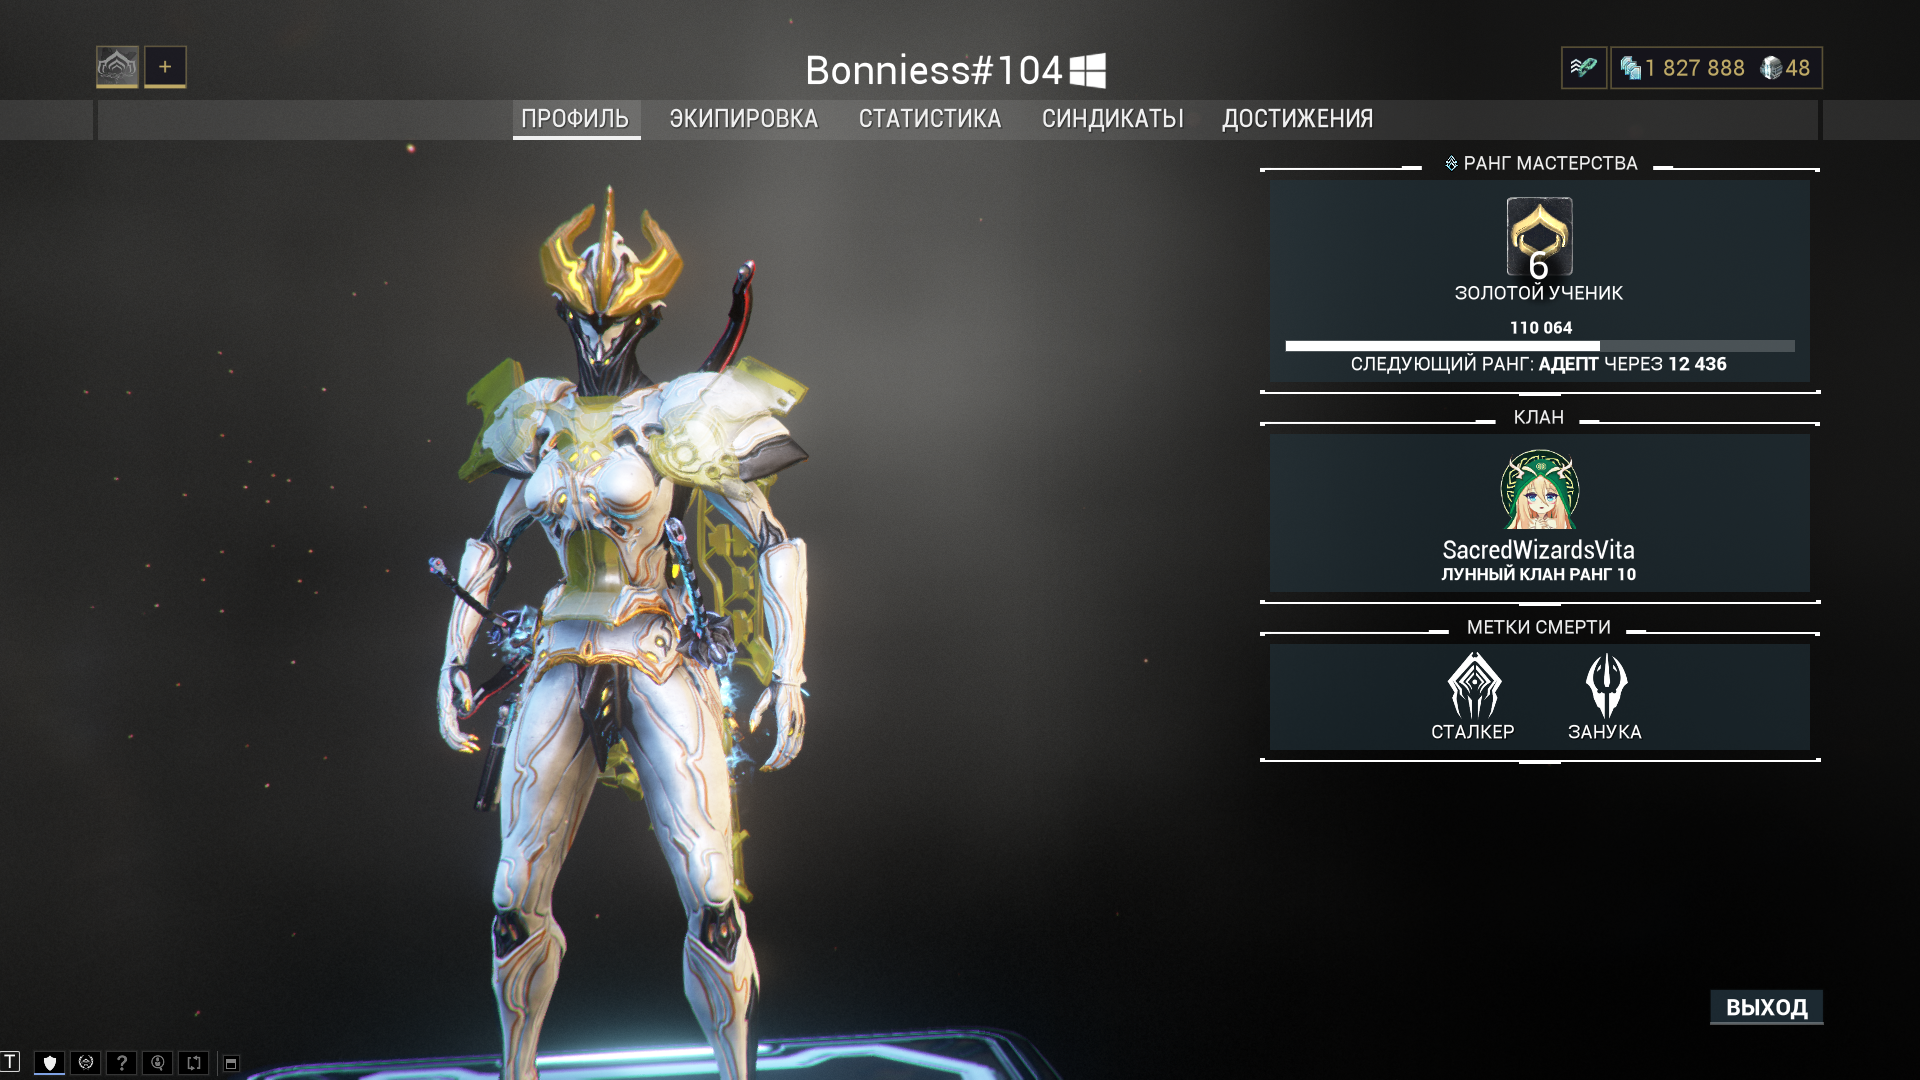 +
Bonniess#104
1 827 888
48
ПРОФИЛЬ
ЭКИПИРОВКА
СТАТИСТИКА
СИНДИКАТЫ
ДОСТИЖЕНИЯ
РАНГ МАСТЕРСТВА
6
ЗОЛОТОЙ УЧЕНИК
110 064
СЛЕДУЮЩИЙ РАНГ: АДЕПТ ЧЕРЕЗ 12 436
КЛАН
SacredWizardsVita
ЛУННЫЙ КЛАН РАНГ 10
МЕТКИ СМЕРТИ
СТАЛКЕР
ЗАНУКА
ВЫХОД
T
?